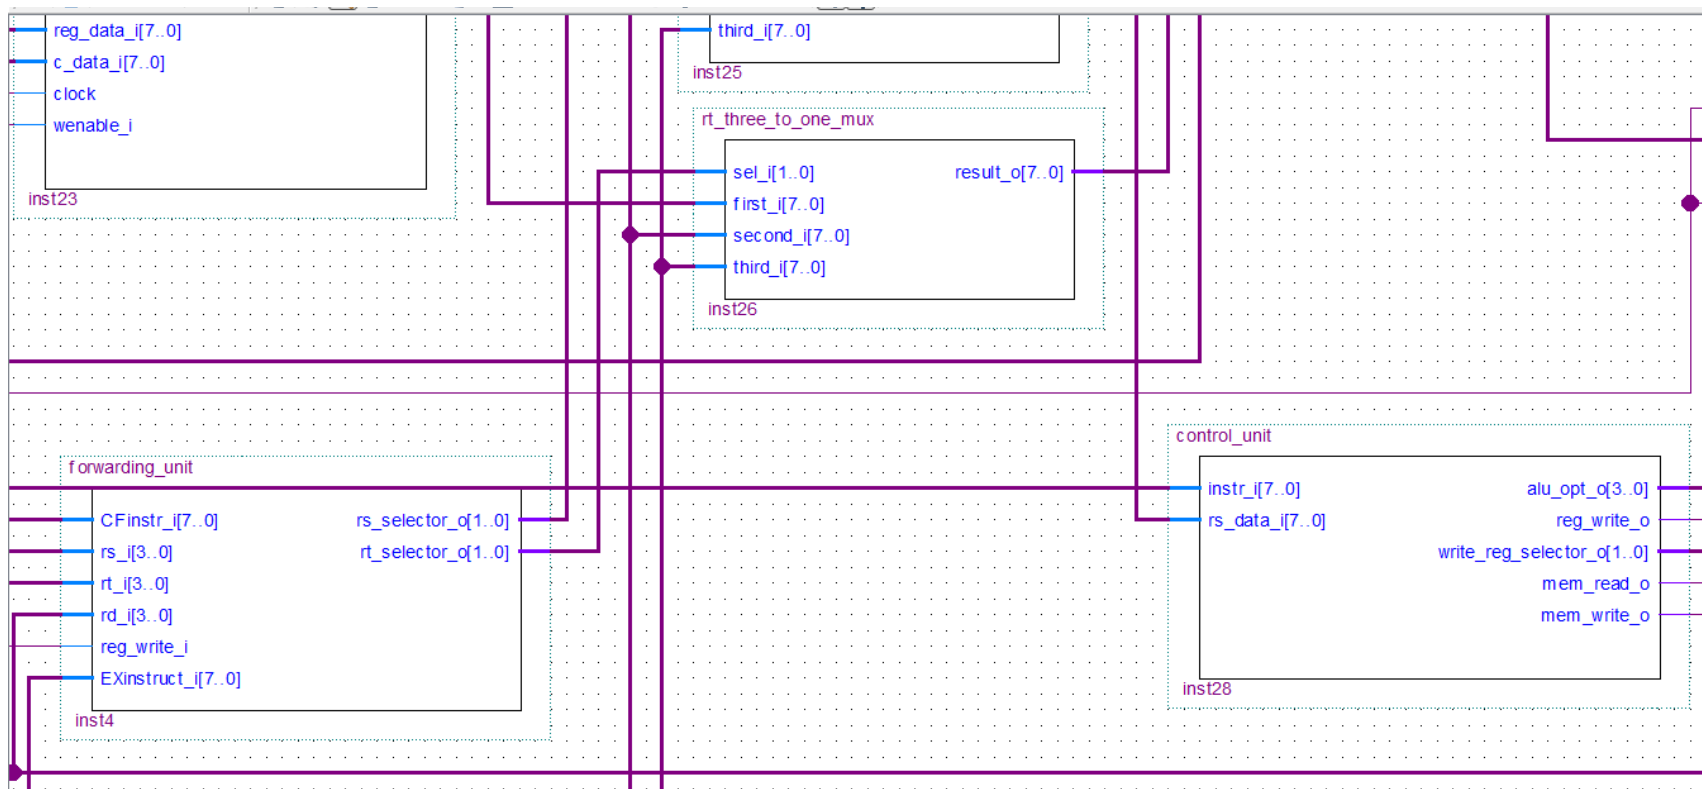 reg_data_i[7..0]
c_data_i[7..0]
clock
wenable_i
inst23
third_i[7..0]
inst25
rt_three_to_one_mux
sel_i[1..0]
result_o[7..0]
first_i[7..0]
second_i[7..0]
third_i[7..0]
inst26
forwarding_unit
CFinstr_i[7..0]
rs_selector_o[1..0]
rs_i[3..0]
rt_selector_o[1..0]
rt_i[3..0]
rd_i[3..0]
reg_write_i
EXinstruct_i[7..0]
inst4
control_unit
instr_i[7..0]
alu_opt_o[3..0]
rs_data_i[7..0]
reg_write_o
write_reg_selector_o[1..0]
mem_read_o
mem_write_o
inst28